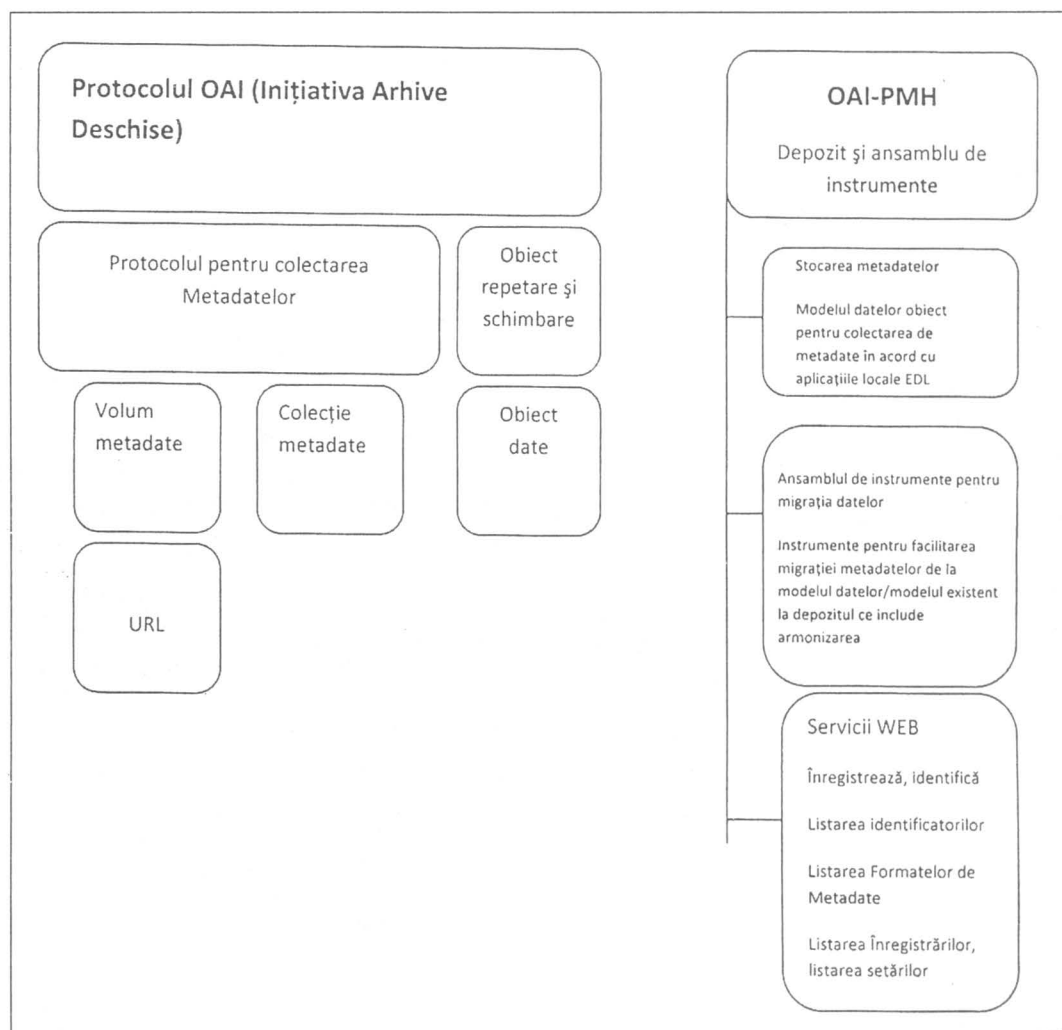 Protocolul OAI (Inițiativa Arhive
Deschise)
Protocolul pentru colectarea
Metadatelor
Obiect
repetare şi
schimbare
Volum
metadate
Colecție
metadate
Obiect
date
URL
OAI-PMH
Depozit şi ansamblu de
instrumente
Stocarea metadatelor
Modelul datelor obiect
pentru colectarea de
metadate în acord cu
aplicațiile locale EDL
Ansamblul de instrumente pentru
migrația datelor
Instrumente pentru facilitarea
migrației metadatelor de la
modelul datelor/modelul existent
la depozitul ce include
armonizarea
Servicii WEB
Înregistrează, identifică
Listarea identificatorilor
Listarea Formatelor de
Metadate
Listarea Înregistrărilor,
listarea setărilor